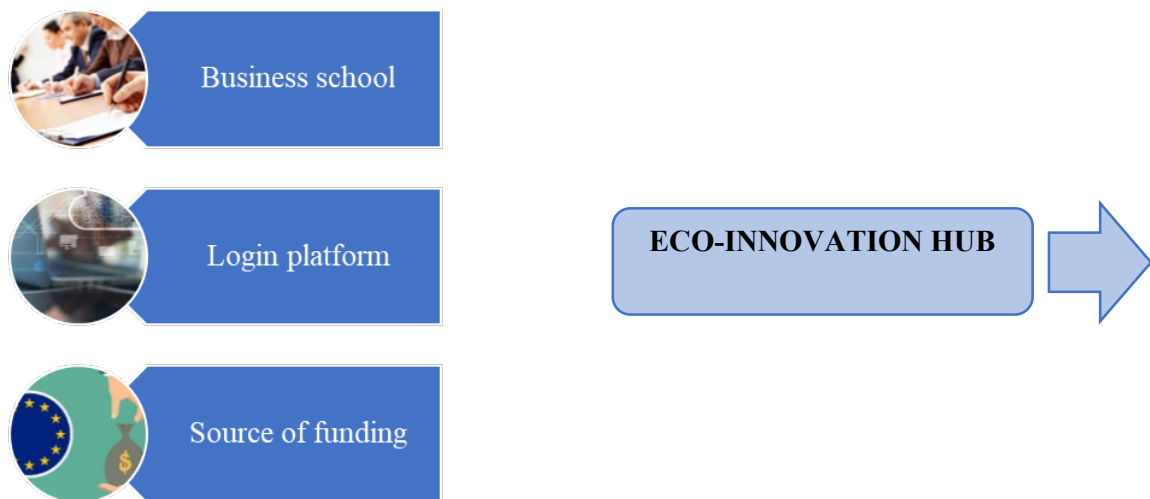 Business school
Login platform
ECO-INNOVATION HUB
Source of funding
$